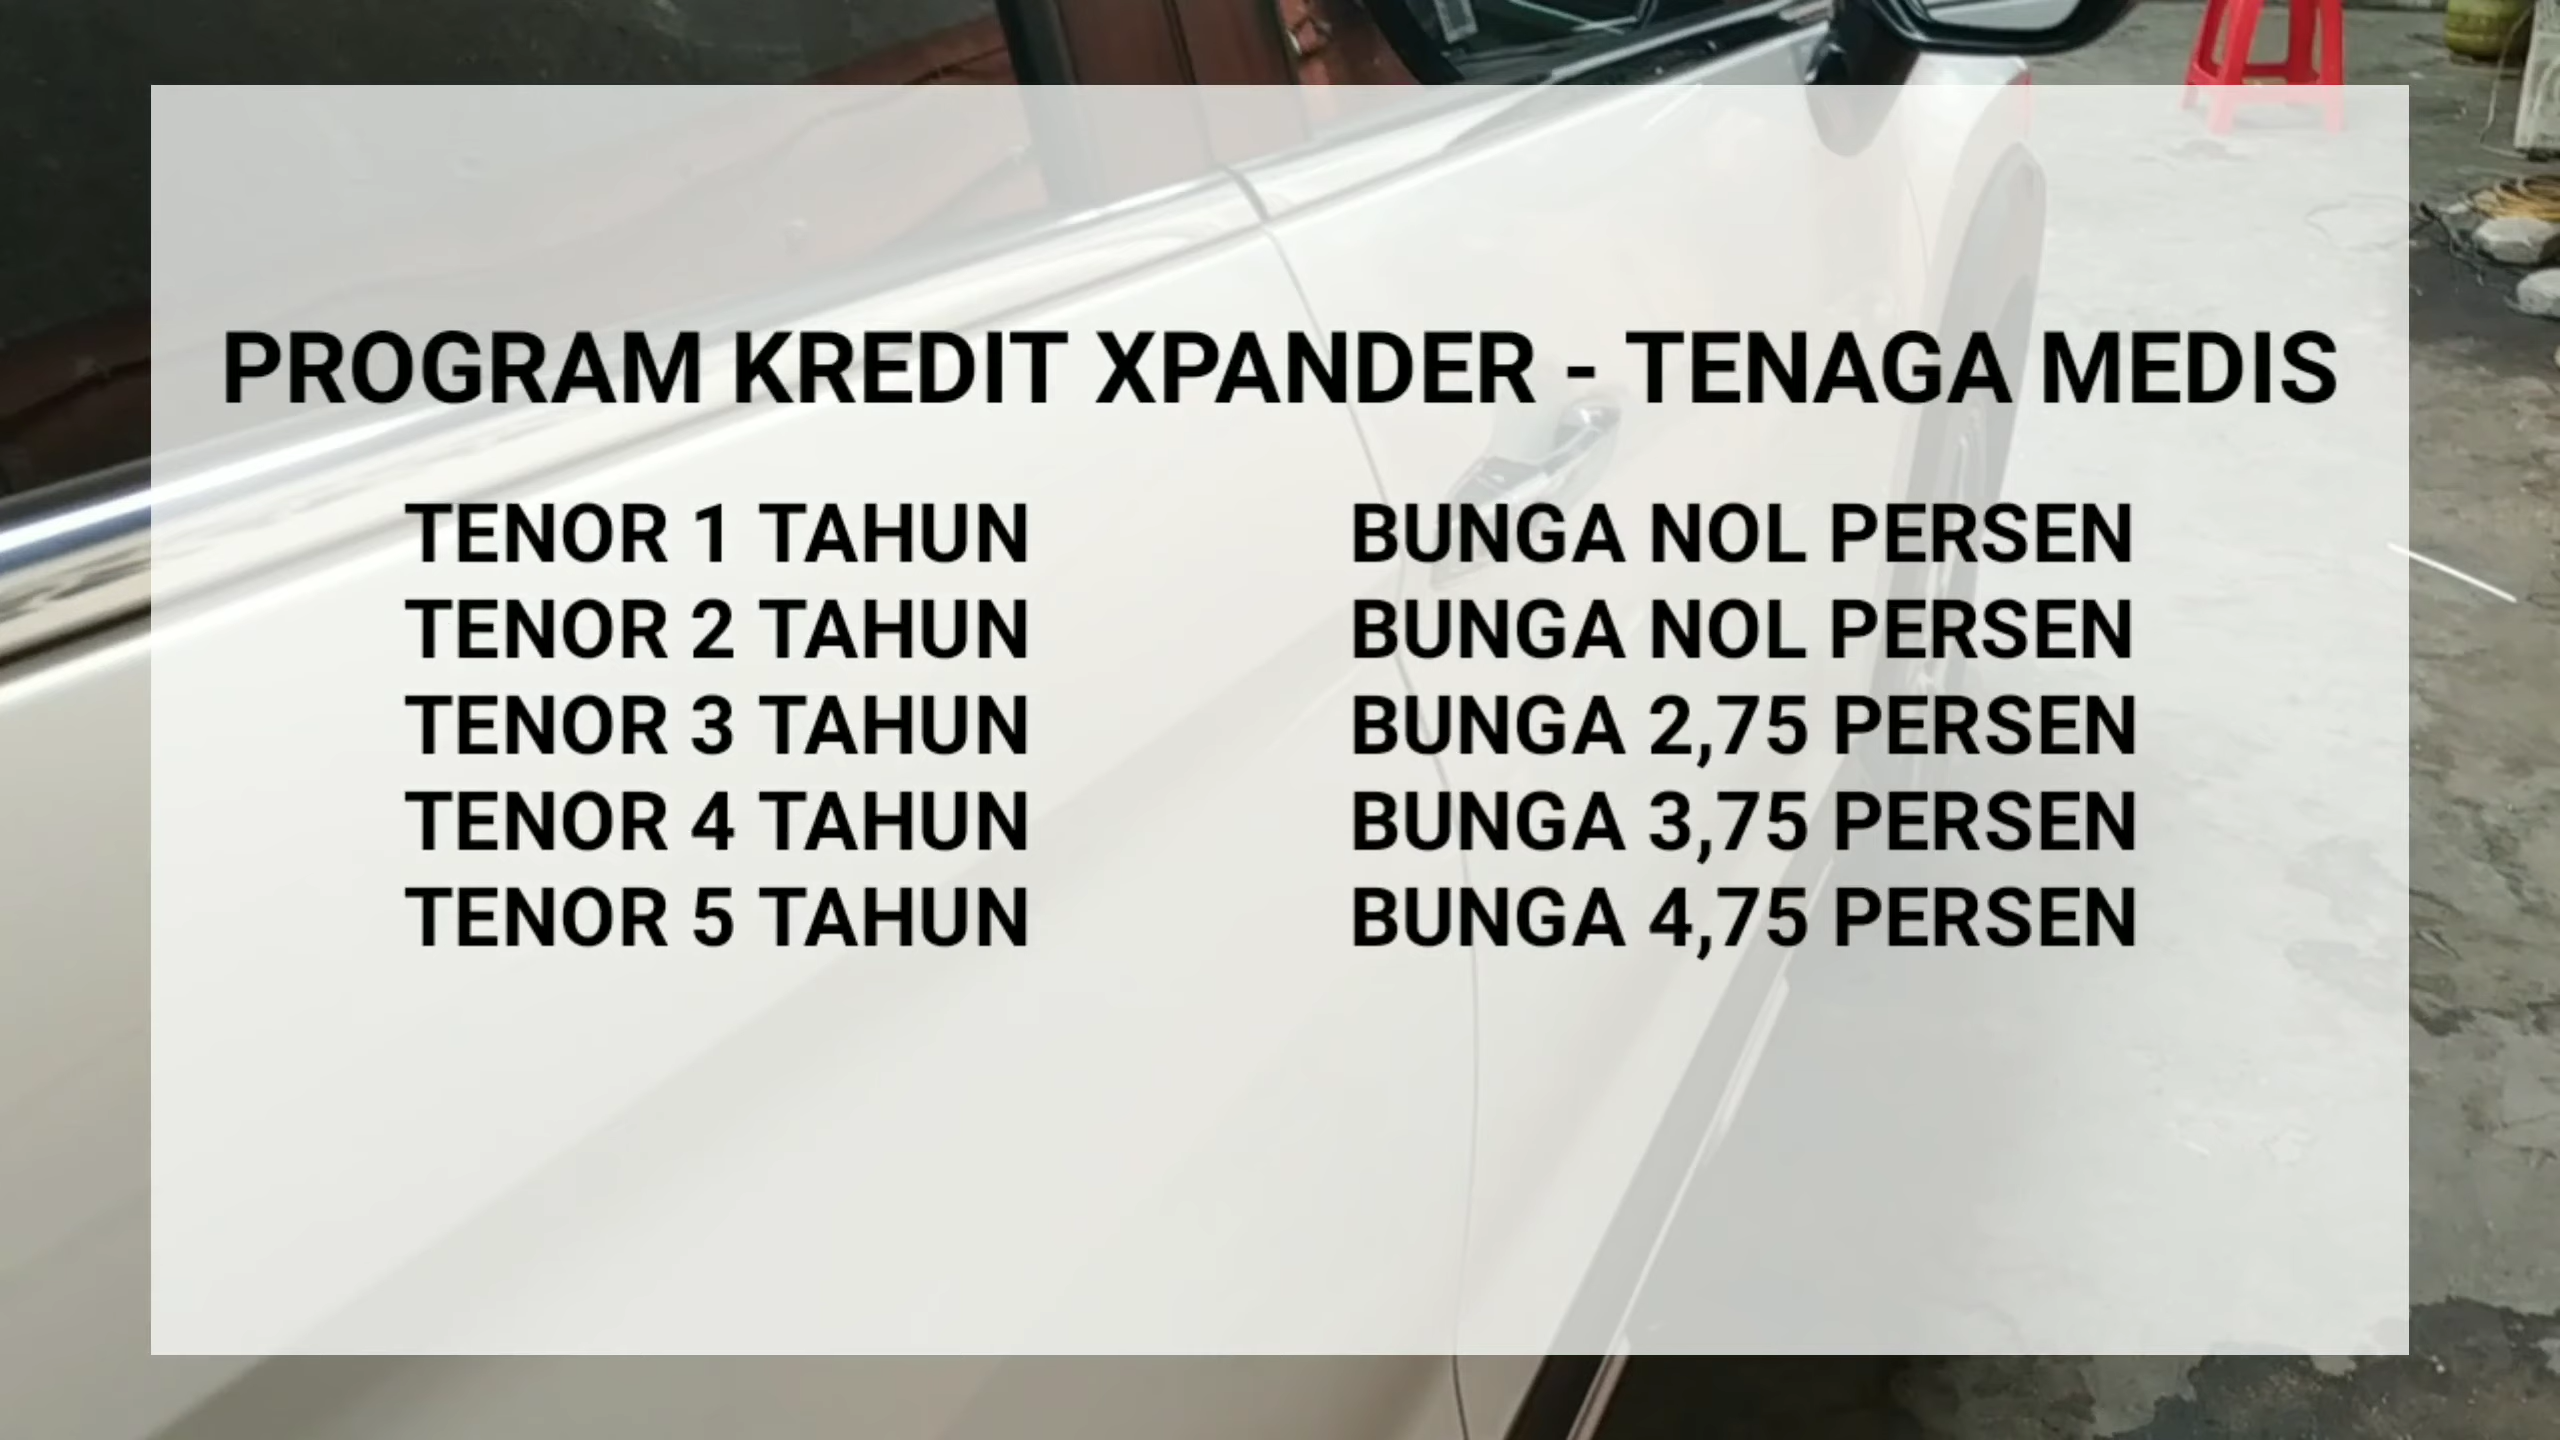 PROGRAM KREDIT XPANDER - TENAGA MEDIS
TENOR 1 TAHUN BUNGA NOL PERSEN
TENOR 2 TAHUN BUNGA NOL PERSEN
TENOR 3 TAHUN BUNGA 2,75 PERSEN
TENOR 4 TAHUN BUNGA 3,75 PERSEN
TENOR 5 TAHUN BUNGA 4,75 PERSEN